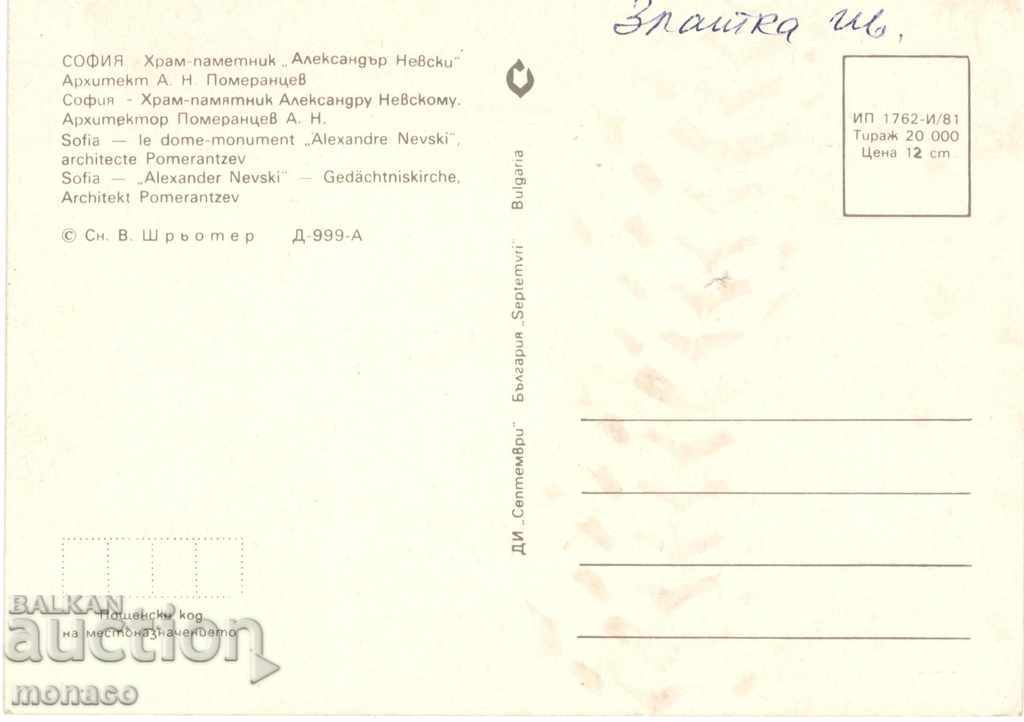 Златка Ив.
СОФИЯ Храм-паметник „Александър Невски"
Архитект А. Н. Померанцев
София - Храм-памятник Александру Невскому.
Архитектор Померанцев А. Н.
Sofia — le dome-monument „Alexandre Nevski",
architecte Pomerantzev
Sofia — „Alexander Nevski" — Gedächtniskirche,
Architekt Pomerantzev
© Сн. В. Шрьотер Д-999-А
ДИ „Септември" България „Septemvri" Bulgaria
ИП 1762-И/81
Тираж 20 000
Цена 12 ст
Пощенски код
на местоназначението
BALKAN
auction
monaco